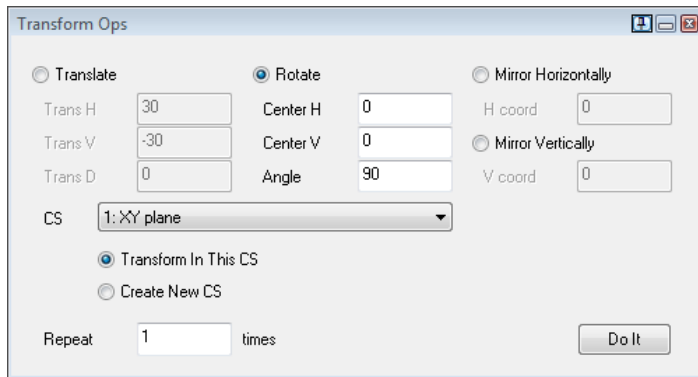 Transform Ops
Translate Rotate Mirror Horizontally
Trans H 30 Center H 0 H coord 0
Trans V -30 Center V 0 Mirror Vertically
Trans D 0 Angle 90 V coord 0
CS 1: XY plane
Transform In This CS
Create New CS
Repeat 1 times Do It